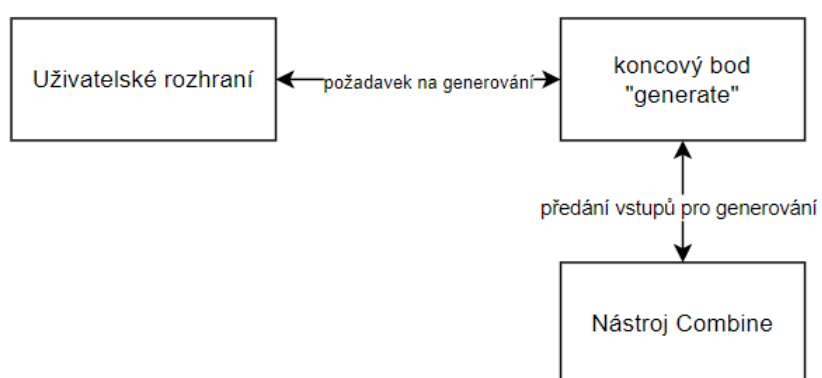 Uživatelské rozhraní
požadavek na generování
koncový bod
"generate"
předání vstupů pro generování
Nástroj Combine